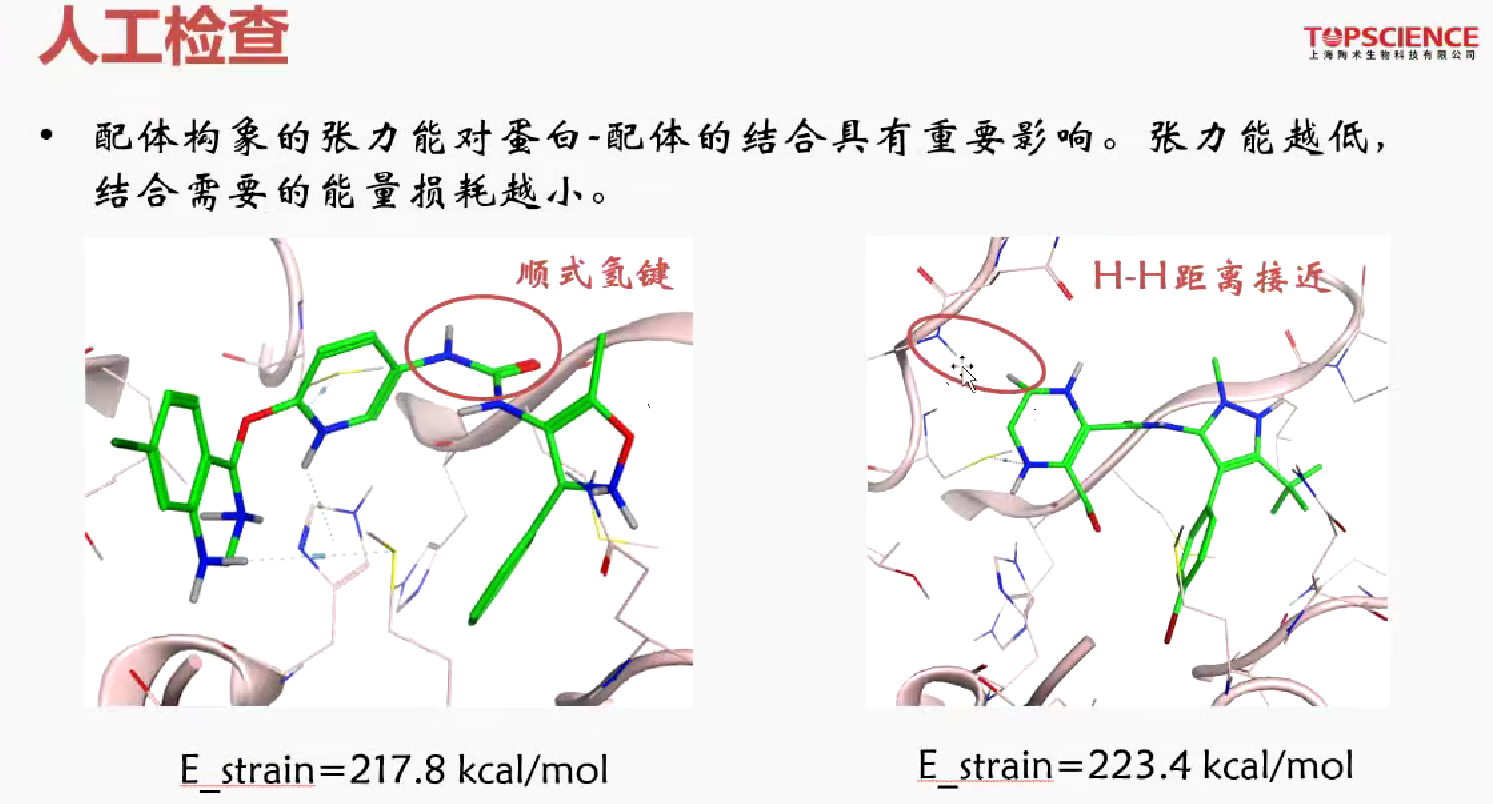 人工检查
TOPSCIENCE
上海陶术生物科技有限公司
• 配体构象的张力能对蛋白-配体的结合具有重要影响。张力能越低，
结合需要的能量损耗越小。
顺式氢键
H-H距离接近
E_strain=217.8 kcal/mol
E_strain=223.4 kcal/mol